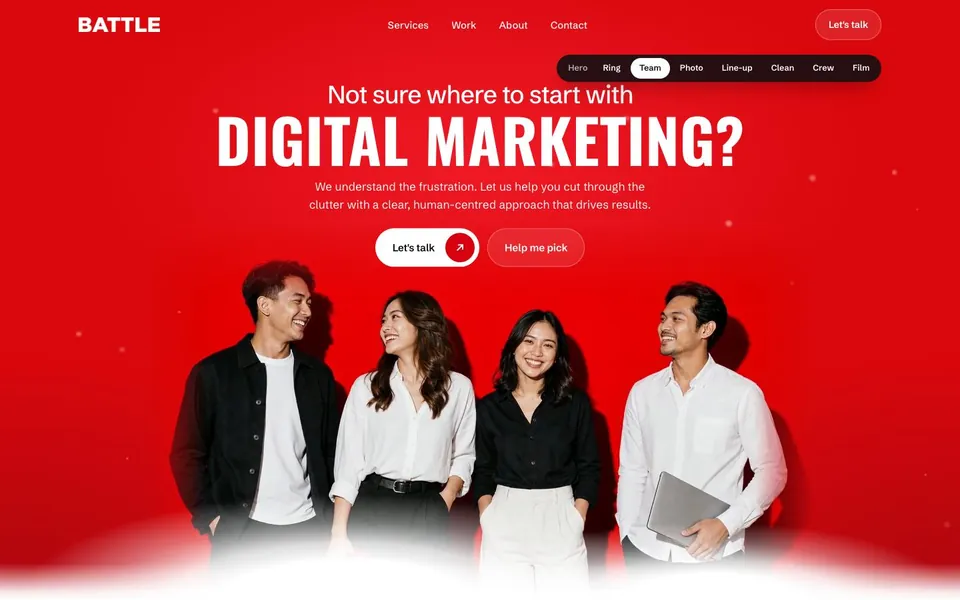 BATTLE
Services Work About Contact
Let's talk
Hero Ring Team Photo Line-up Clean Crew Film
Not sure where to start with
DIGITAL MARKETING?
We understand the frustration. Let us help you cut through the
clutter with a clear, human-centred approach that drives results.
Let's talk
Help me pick